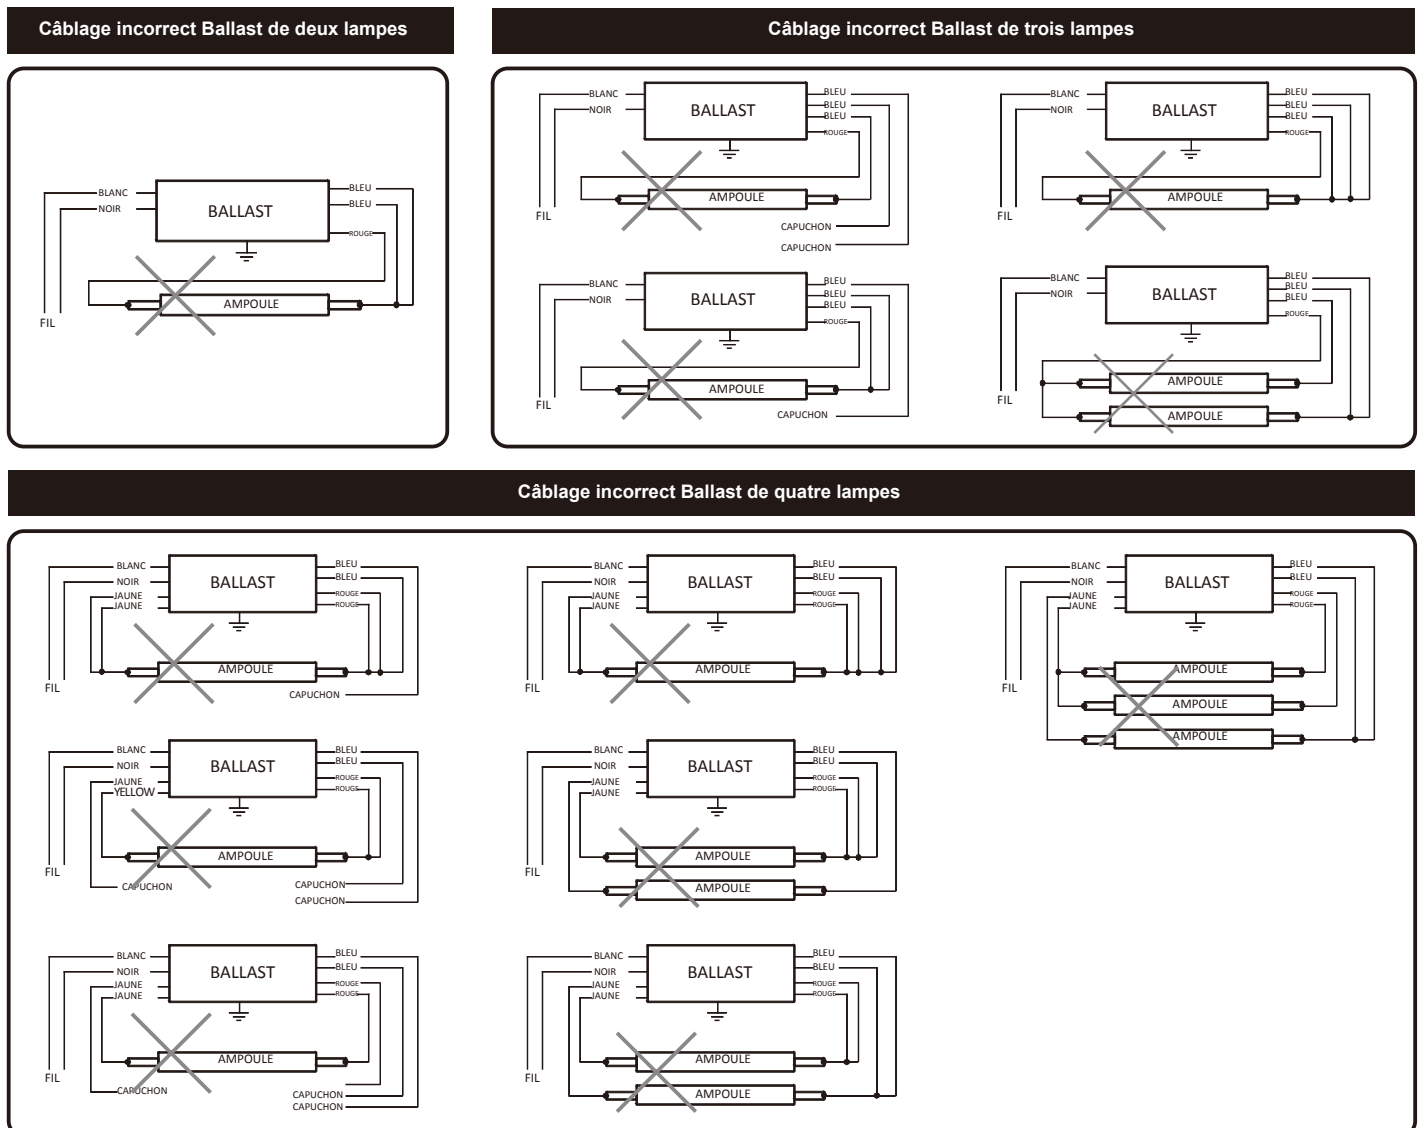 Câblage incorrect Ballast de deux lampes
BLANC
NOIR
BALLAST
BLEU
BLEU
ROUGE
AMPOULE
FIL
Câblage incorrect Ballast de trois lampes
BLANC
NOIR
BALLAST
BLEU
BLEU
BLEU
ROUGE
AMPOULE
FIL
CAPUCHON
CAPUCHON
BLANC
NOIR
BALLAST
BLEU
BLEU
BLEU
ROUGE
AMPOULE
FIL
BLANC
NOIR
BALLAST
BLEU
BLEU
BLEU
ROUGE
AMPOULE
FIL
CAPUCHON
BLANC
NOIR
BALLAST
BLEU
BLEU
BLEU
ROUGE
AMPOULE
AMPOULE
FIL
Câblage incorrect Ballast de quatre lampes
BLANC
NOIR
JAUNE
JAUNE
BALLAST
BLEU
BLEU
ROUGE
ROUGE
AMPOULE
FIL
CAPUCHON
BLANC
NOIR
JAUNE
JAUNE
BALLAST
BLEU
BLEU
ROUGE
ROUGE
AMPOULE
FIL
BLANC
NOIR
JAUNE
JAUNE
BALLAST
BLEU
BLEU
ROUGE
ROUGE
AMPOULE
AMPOULE
AMPOULE
FIL
BLANC
NOIR
JAUNE
YELLOW
BALLAST
BLEU
BLEU
ROUGE
ROUGE
AMPOULE
FIL
CAPUCHON
CAPUCHON
CAPUCHON
BLANC
NOIR
JAUNE
JAUNE
BALLAST
BLEU
BLEU
ROUGE
ROUGE
AMPOULE
AMPOULE
FIL
BLANC
NOIR
JAUNE
JAUNE
BALLAST
BLEU
BLEU
ROUGE
ROUGE
AMPOULE
FIL
CAPUCHON
CAPUCHON
CAPUCHON
BLANC
NOIR
JAUNE
JAUNE
BALLAST
BLEU
BLEU
ROUGE
ROUGE
AMPOULE
AMPOULE
FIL